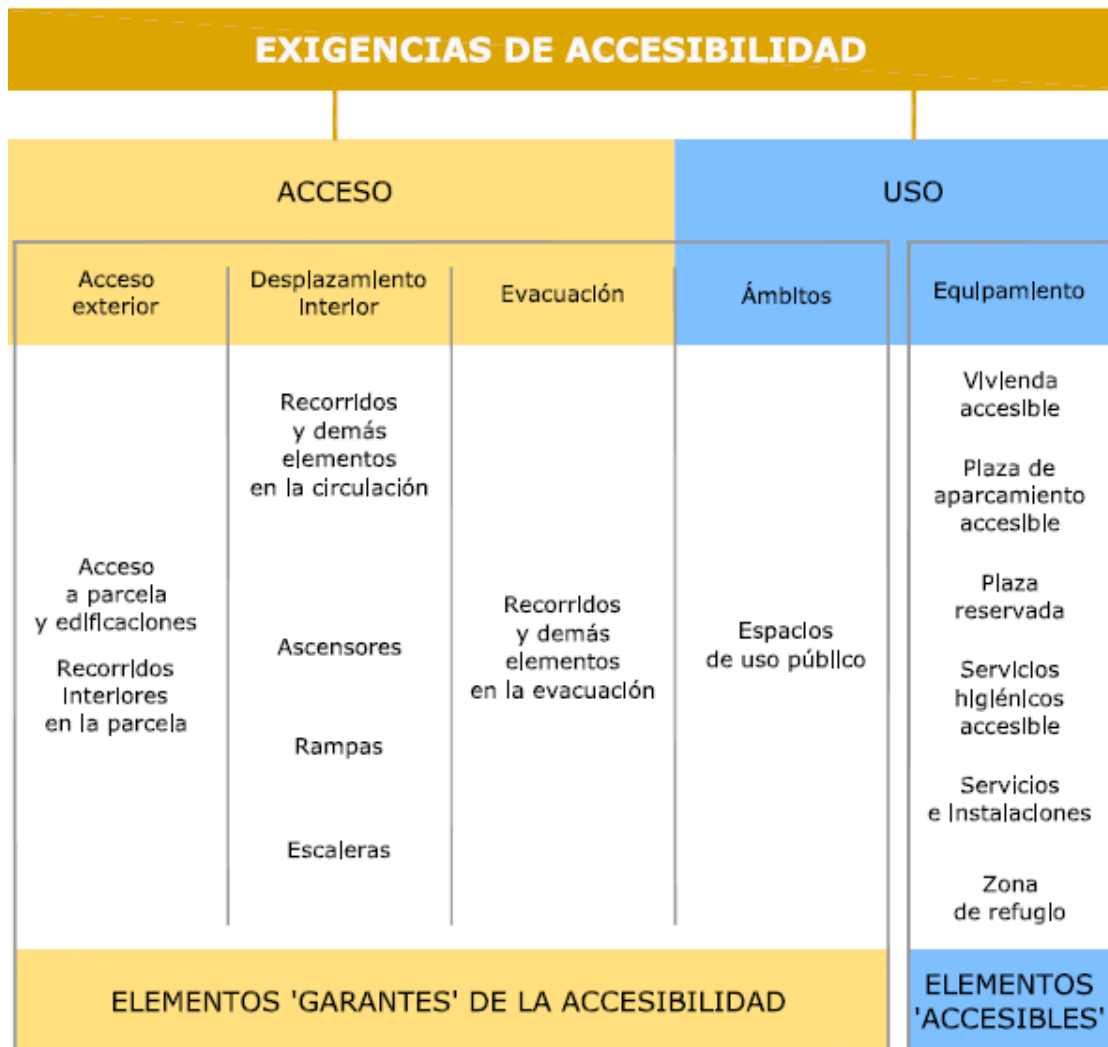 EXIGENCIAS DE ACCESIBILIDAD
ACCESO
USO
Acceso
exterior
Desplazamiento
interior
Evacuación
Ámbitos
Equipamiento
Acceso
a parcela
y edificaciones
Recorridos
interiores
en la parcela
Recorridos
y demás
elementos
en la circulación
Ascensores
Rampas
Escaleras
Recorridos
y demás
elementos
en la evacuación
Espacios
de uso público
Vivienda
accesible
Plaza de
aparcamiento
accesible
Plaza
reservada
Servicios
higiénicos
accesible
Servicios
e instalaciones
Zona
de refugio
ELEMENTOS 'GARANTES' DE LA ACCESIBILIDAD
ELEMENTOS
'ACCESIBLES'